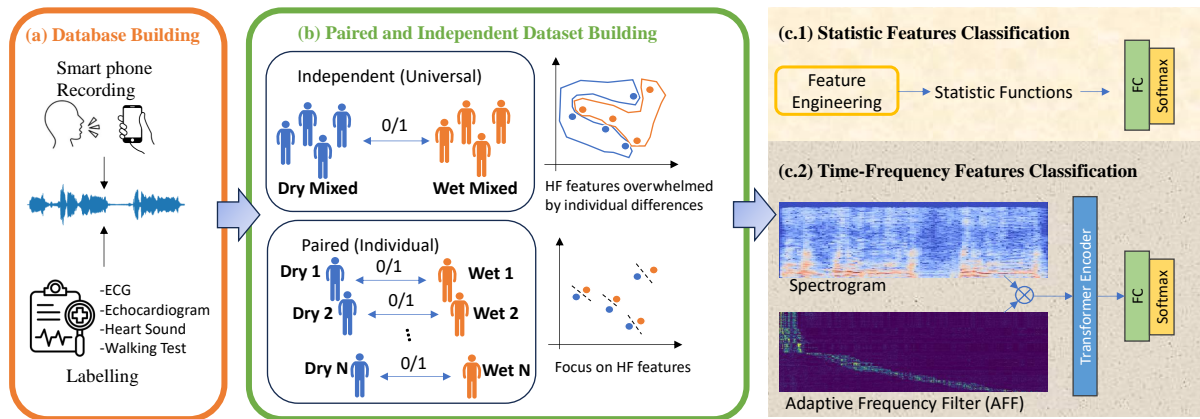 (a) Database Building
Smart phone
Recording
-ECG
-Echocardiogram
-Heart Sound
-Walking Test
Labelling
(b) Paired and Independent Dataset Building
Independent (Universal)
0/1
Dry Mixed
Wet Mixed
HF features overwhelmed
by individual differences
Paired (Individual)
Dry 1
0/1
Wet 1
Dry 2
0/1
Wet 2
Dry N
0/1
Wet N
Focus on HF features
(c.1) Statistic Features Classification
Feature
Engineering
Statistic Functions
FC
Softmax
(c.2) Time-Frequency Features Classification
Spectrogram
Adaptive Frequency Filter (AFF)
Transformer Encoder
FC
Softmax